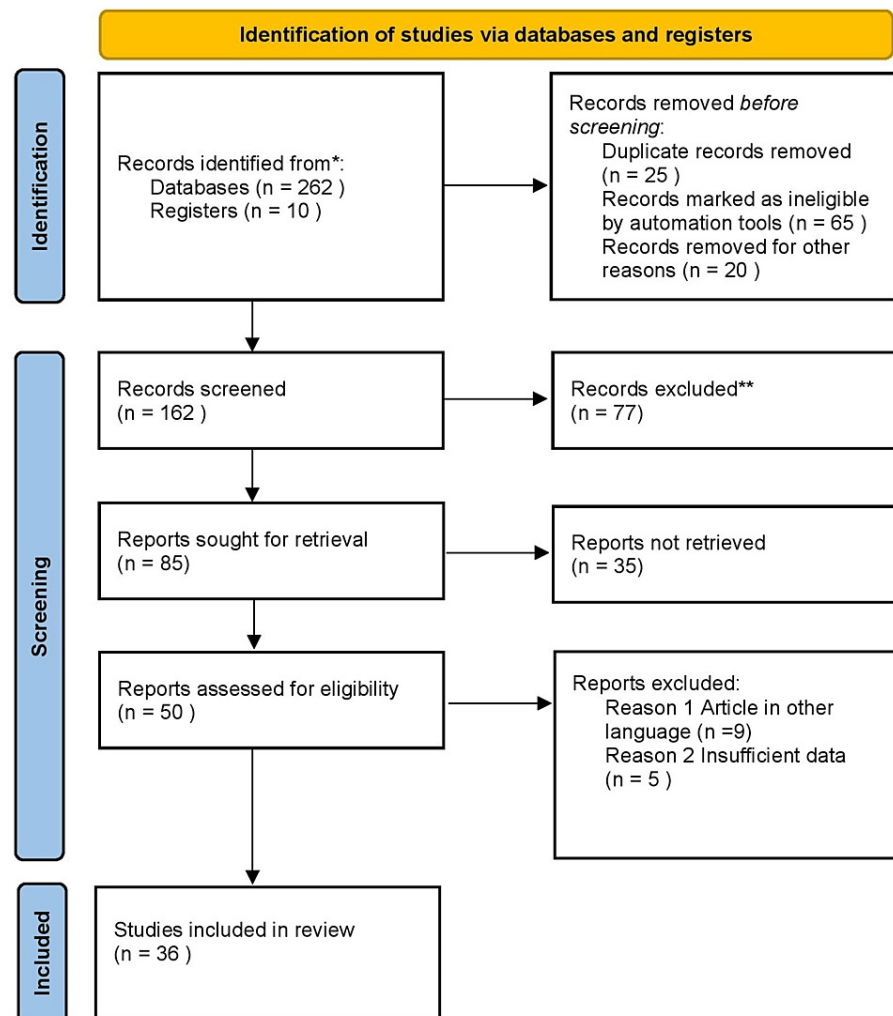 Identification of studies via databases and registers
Identification
Records identified from*:
Databases (n = 262 )
Registers (n = 10 )
Records removed before
screening:
Duplicate records removed
(n = 25 )
Records marked as ineligible
by automation tools (n = 65 )
Records removed for other
reasons (n = 20 )
Screening
Records screened
(n = 162 )
Records excluded**
(n = 77)
Reports sought for retrieval
(n = 85)
Reports not retrieved
(n = 35)
Reports assessed for eligibility
(n = 50 )
Reports excluded:
Reason 1 Article in other
language (n =9)
Reason 2 Insufficient data
(n = 5 )
Included
Studies included in review
(n = 36 )